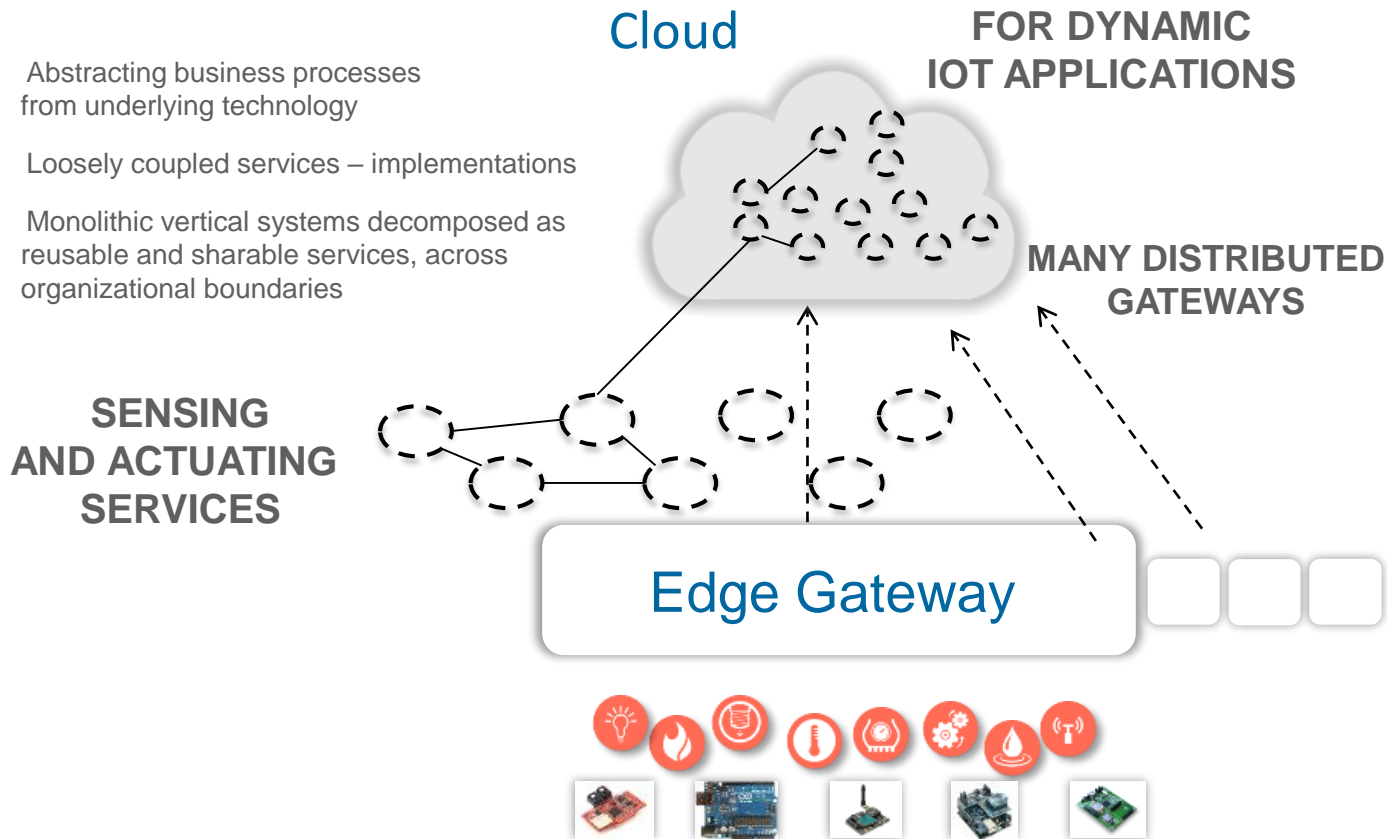 Cloud
FOR DYNAMIC
IOT APPLICATIONS
Abstracting business processes
from underlying technology
Loosely coupled services – implementations
Monolithic vertical systems decomposed as
reusable and sharable services, across
organizational boundaries
MANY DISTRIBUTED
GATEWAYS
SENSING
AND ACTUATING
SERVICES
Edge Gateway